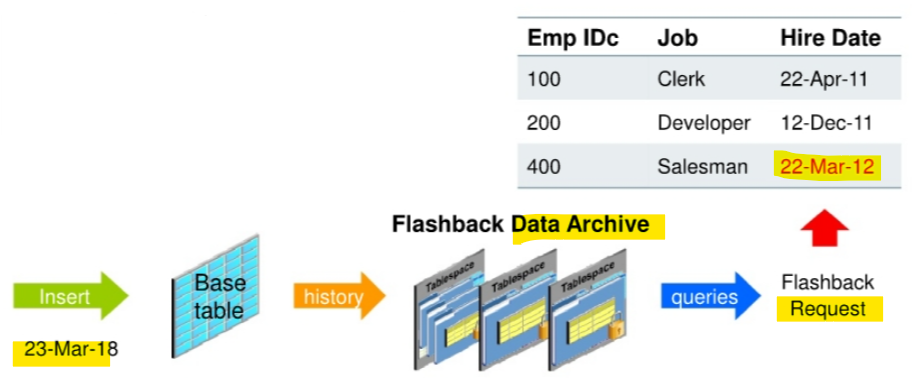 Emp IDc Job Hire Date
100 Clerk 22-Apr-11
200 Developer 12-Dec-11
400 Salesman 22-Mar-12
Flashback Data Archive
Insert
Base
table
history
Tablespace
Tablespace
Tablespace
queries
Flashback
Request
23-Mar-18